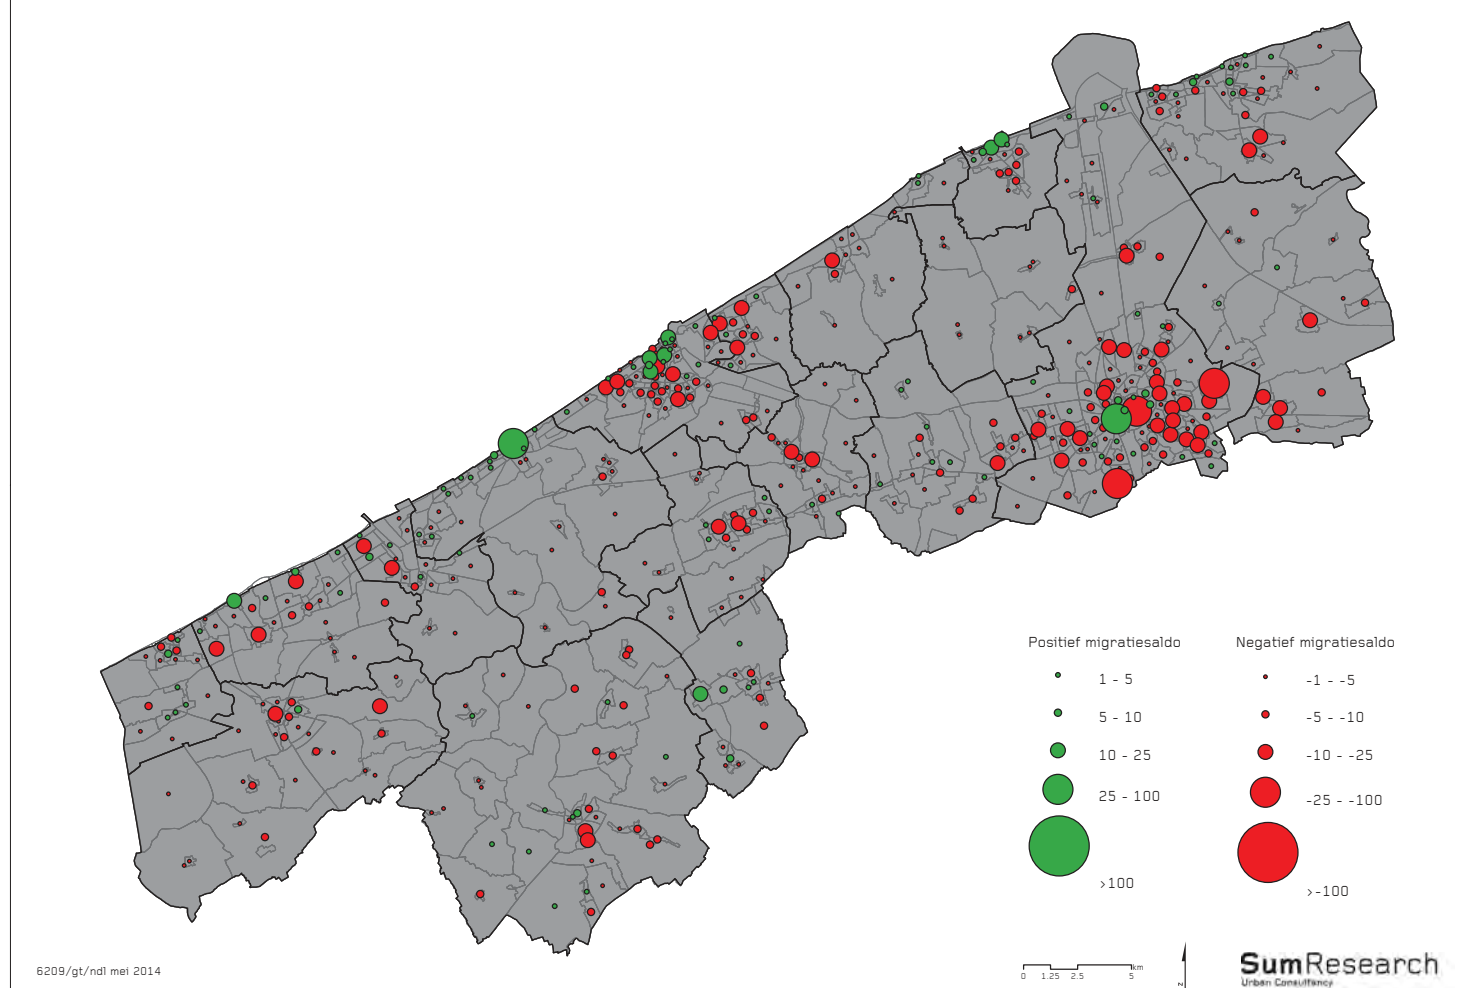 Positief migratiesaldo
1 - 5
5 - 10
10 - 25
25 - 100
>100
Negatief migratiesaldo
-1 - -5
-5 - -10
-10 - -25
-25 - -100
>-100
6209/gt/ndl mei 2014
km
0 1.25 2.5 5
N
SumResearch
Urban Consultancy